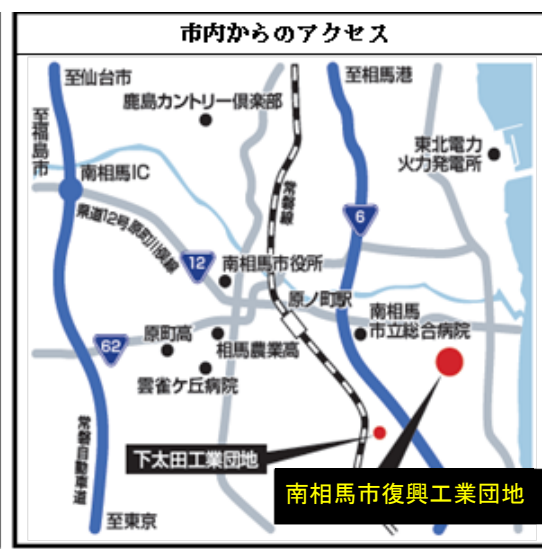 市内からのアクセス
至仙台市
至相馬港
鹿島カントリー倶楽部
至福島市
東北電力
火力発電所
南相馬IC
常磐線
県道12号原町川俣線
6
12
南相馬市役所
原ノ町駅
南相馬
市立総合病院
62
原町高
相馬農業高
雲雀ケ丘病院
常磐自動車道
下太田工業団地
南相馬市復興工業団地
至東京